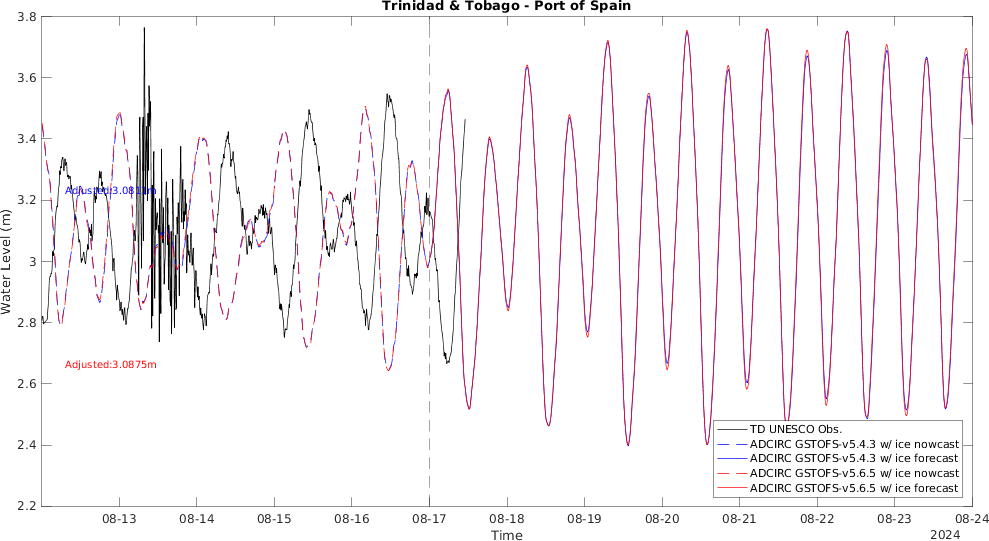 Trinidad & Tobago - Port of Spain
3.8
3.6
3.4
3.2
3
2.8
2.6
2.4
2.2
Water Level (m)
Adjusted:3.0811m
Adjusted:3.0875m
TD UNESCO Obs.
ADCIRC GSTOFS-v5.4.3 w/ ice nowcast
ADCIRC GSTOFS-v5.4.3 w/ ice forecast
ADCIRC GSTOFS-v5.6.5 w/ ice nowcast
ADCIRC GSTOFS-v5.6.5 w/ ice forecast
08-13 08-14 08-15 08-16 08-17 08-18 08-19 08-20 08-21 08-22 08-23 08-24
Time
2024